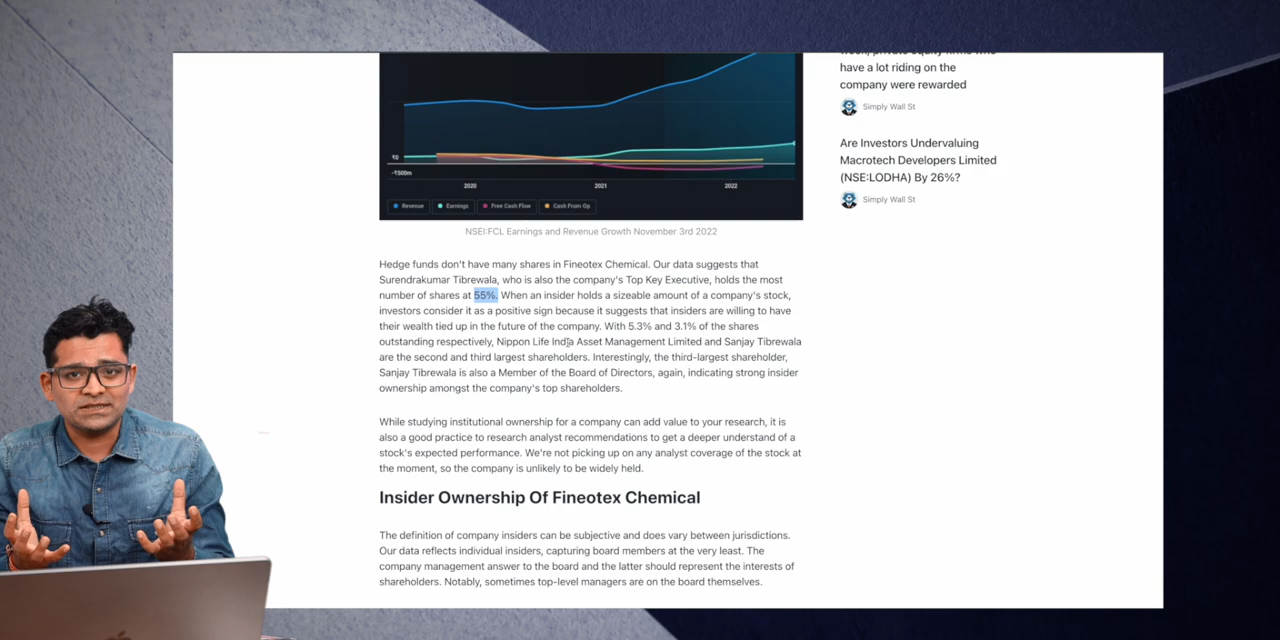 ₹0
-₹500m
2020 2021 2022
Revenue Earnings Free Cash Flow Cash From Op
NSEI:FCL Earnings and Revenue Growth November 3rd 2022
Hedge funds don't have many shares in Fineotex Chemical. Our data suggests that
Surendrakumar Tibrewala, who is also the company's Top Key Executive, holds the most
number of shares at 55%. When an insider holds a sizeable amount of a company's stock,
investors consider it as a positive sign because it suggests that insiders are willing to have
their wealth tied up in the future of the company. With 5.3% and 3.1% of the shares
outstanding respectively, Nippon Life India Asset Management Limited and Sanjay Tibrewala
are the second and third largest shareholders. Interestingly, the third-largest shareholder,
Sanjay Tibrewala is also a Member of the Board of Directors, again, indicating strong insider
ownership amongst the company's top shareholders.
While studying institutional ownership for a company can add value to your research, it is
also a good practice to research analyst recommendations to get a deeper understand of a
stock's expected performance. We're not picking up on any analyst coverage of the stock at
the moment, so the company is unlikely to be widely held.
Insider Ownership Of Fineotex Chemical
The definition of company insiders can be subjective and does vary between jurisdictions.
Our data reflects individual insiders, capturing board members at the very least. The
company management answer to the board and the latter should represent the interests of
shareholders. Notably, sometimes top-level managers are on the board themselves.
week, private equity firms who
have a lot riding on the
company were rewarded
Simply Wall St
Are Investors Undervaluing
Macrotech Developers Limited
(NSE:LODHA) By 26%?
Simply Wall St